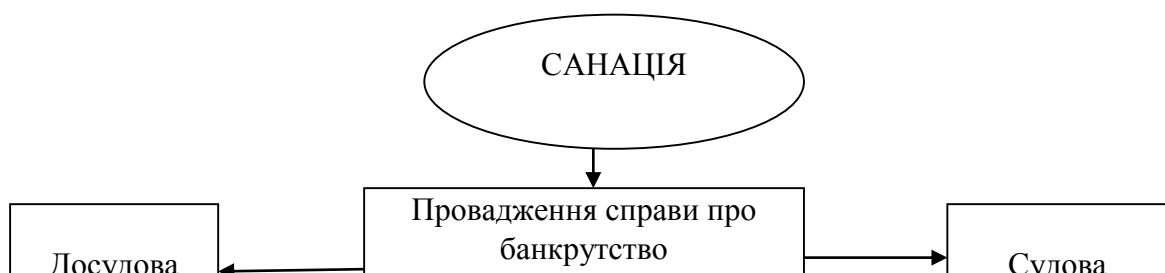 САНАЦІЯ
Провадження справи про
банкрутство
Досудова
Судова